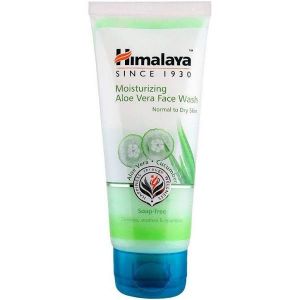 Himalaya
SINCE 1930
Moisturizing
Aloe Vera Face Wash
Normal to Dry Skin
Aloe Vera • Cucumber
Soap-free